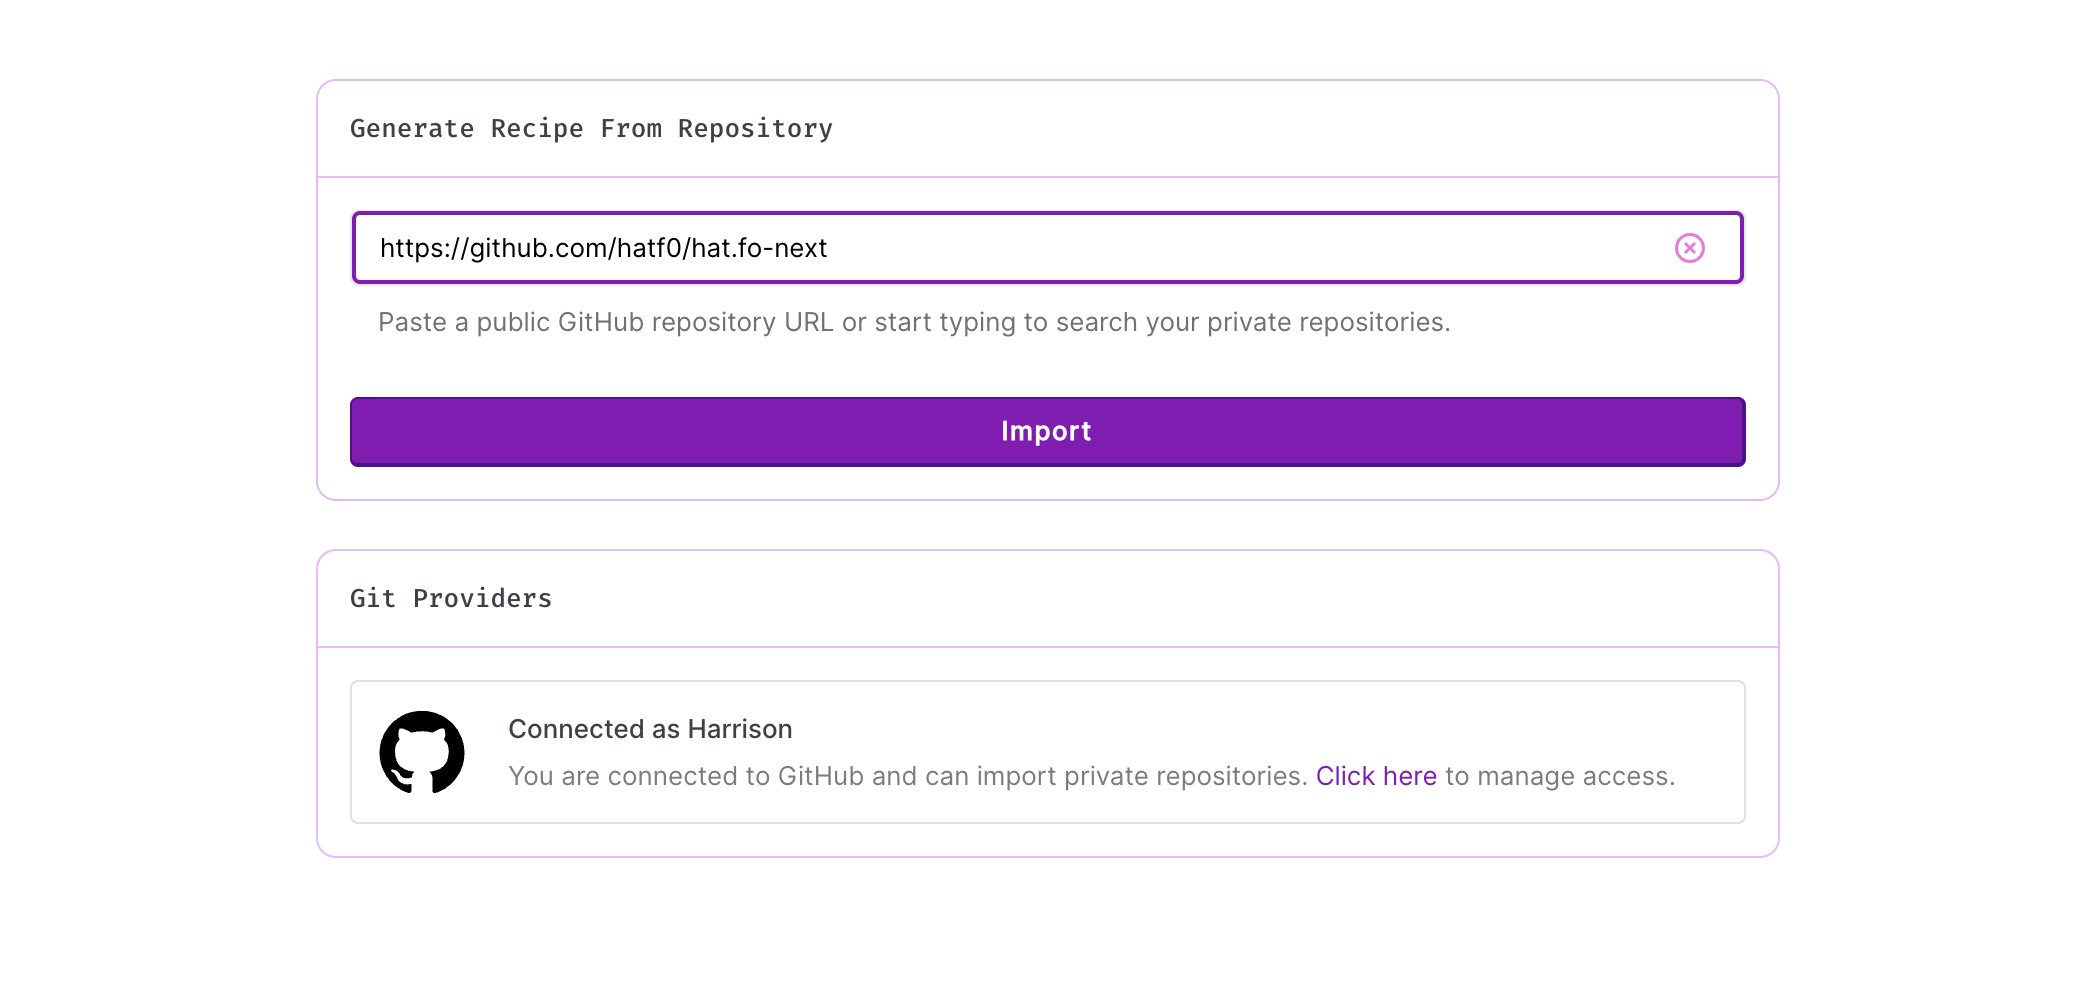 Generate Recipe From Repository
https://github.com/hatf0/hat.fo-next
Paste a public GitHub repository URL or start typing to search your private repositories.
Import
Git Providers
Connected as Harrison
You are connected to GitHub and can import private repositories. Click here to manage access.